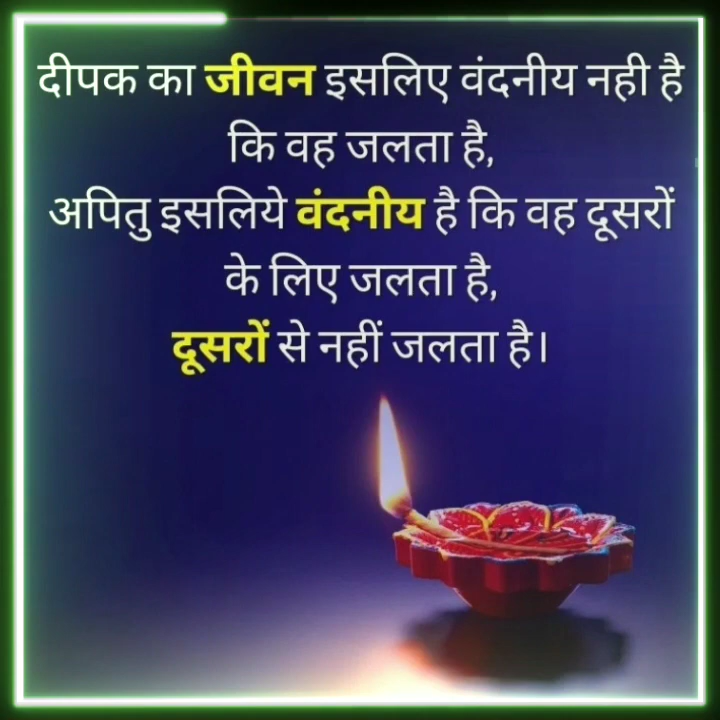 दीपक का जीवन इसलिए वंदनीय नही है
कि वह जलता है,
अपितु इसलिये वंदनीय है कि वह दूसरों
के लिए जलता है,
दूसरों से नहीं जलता है।